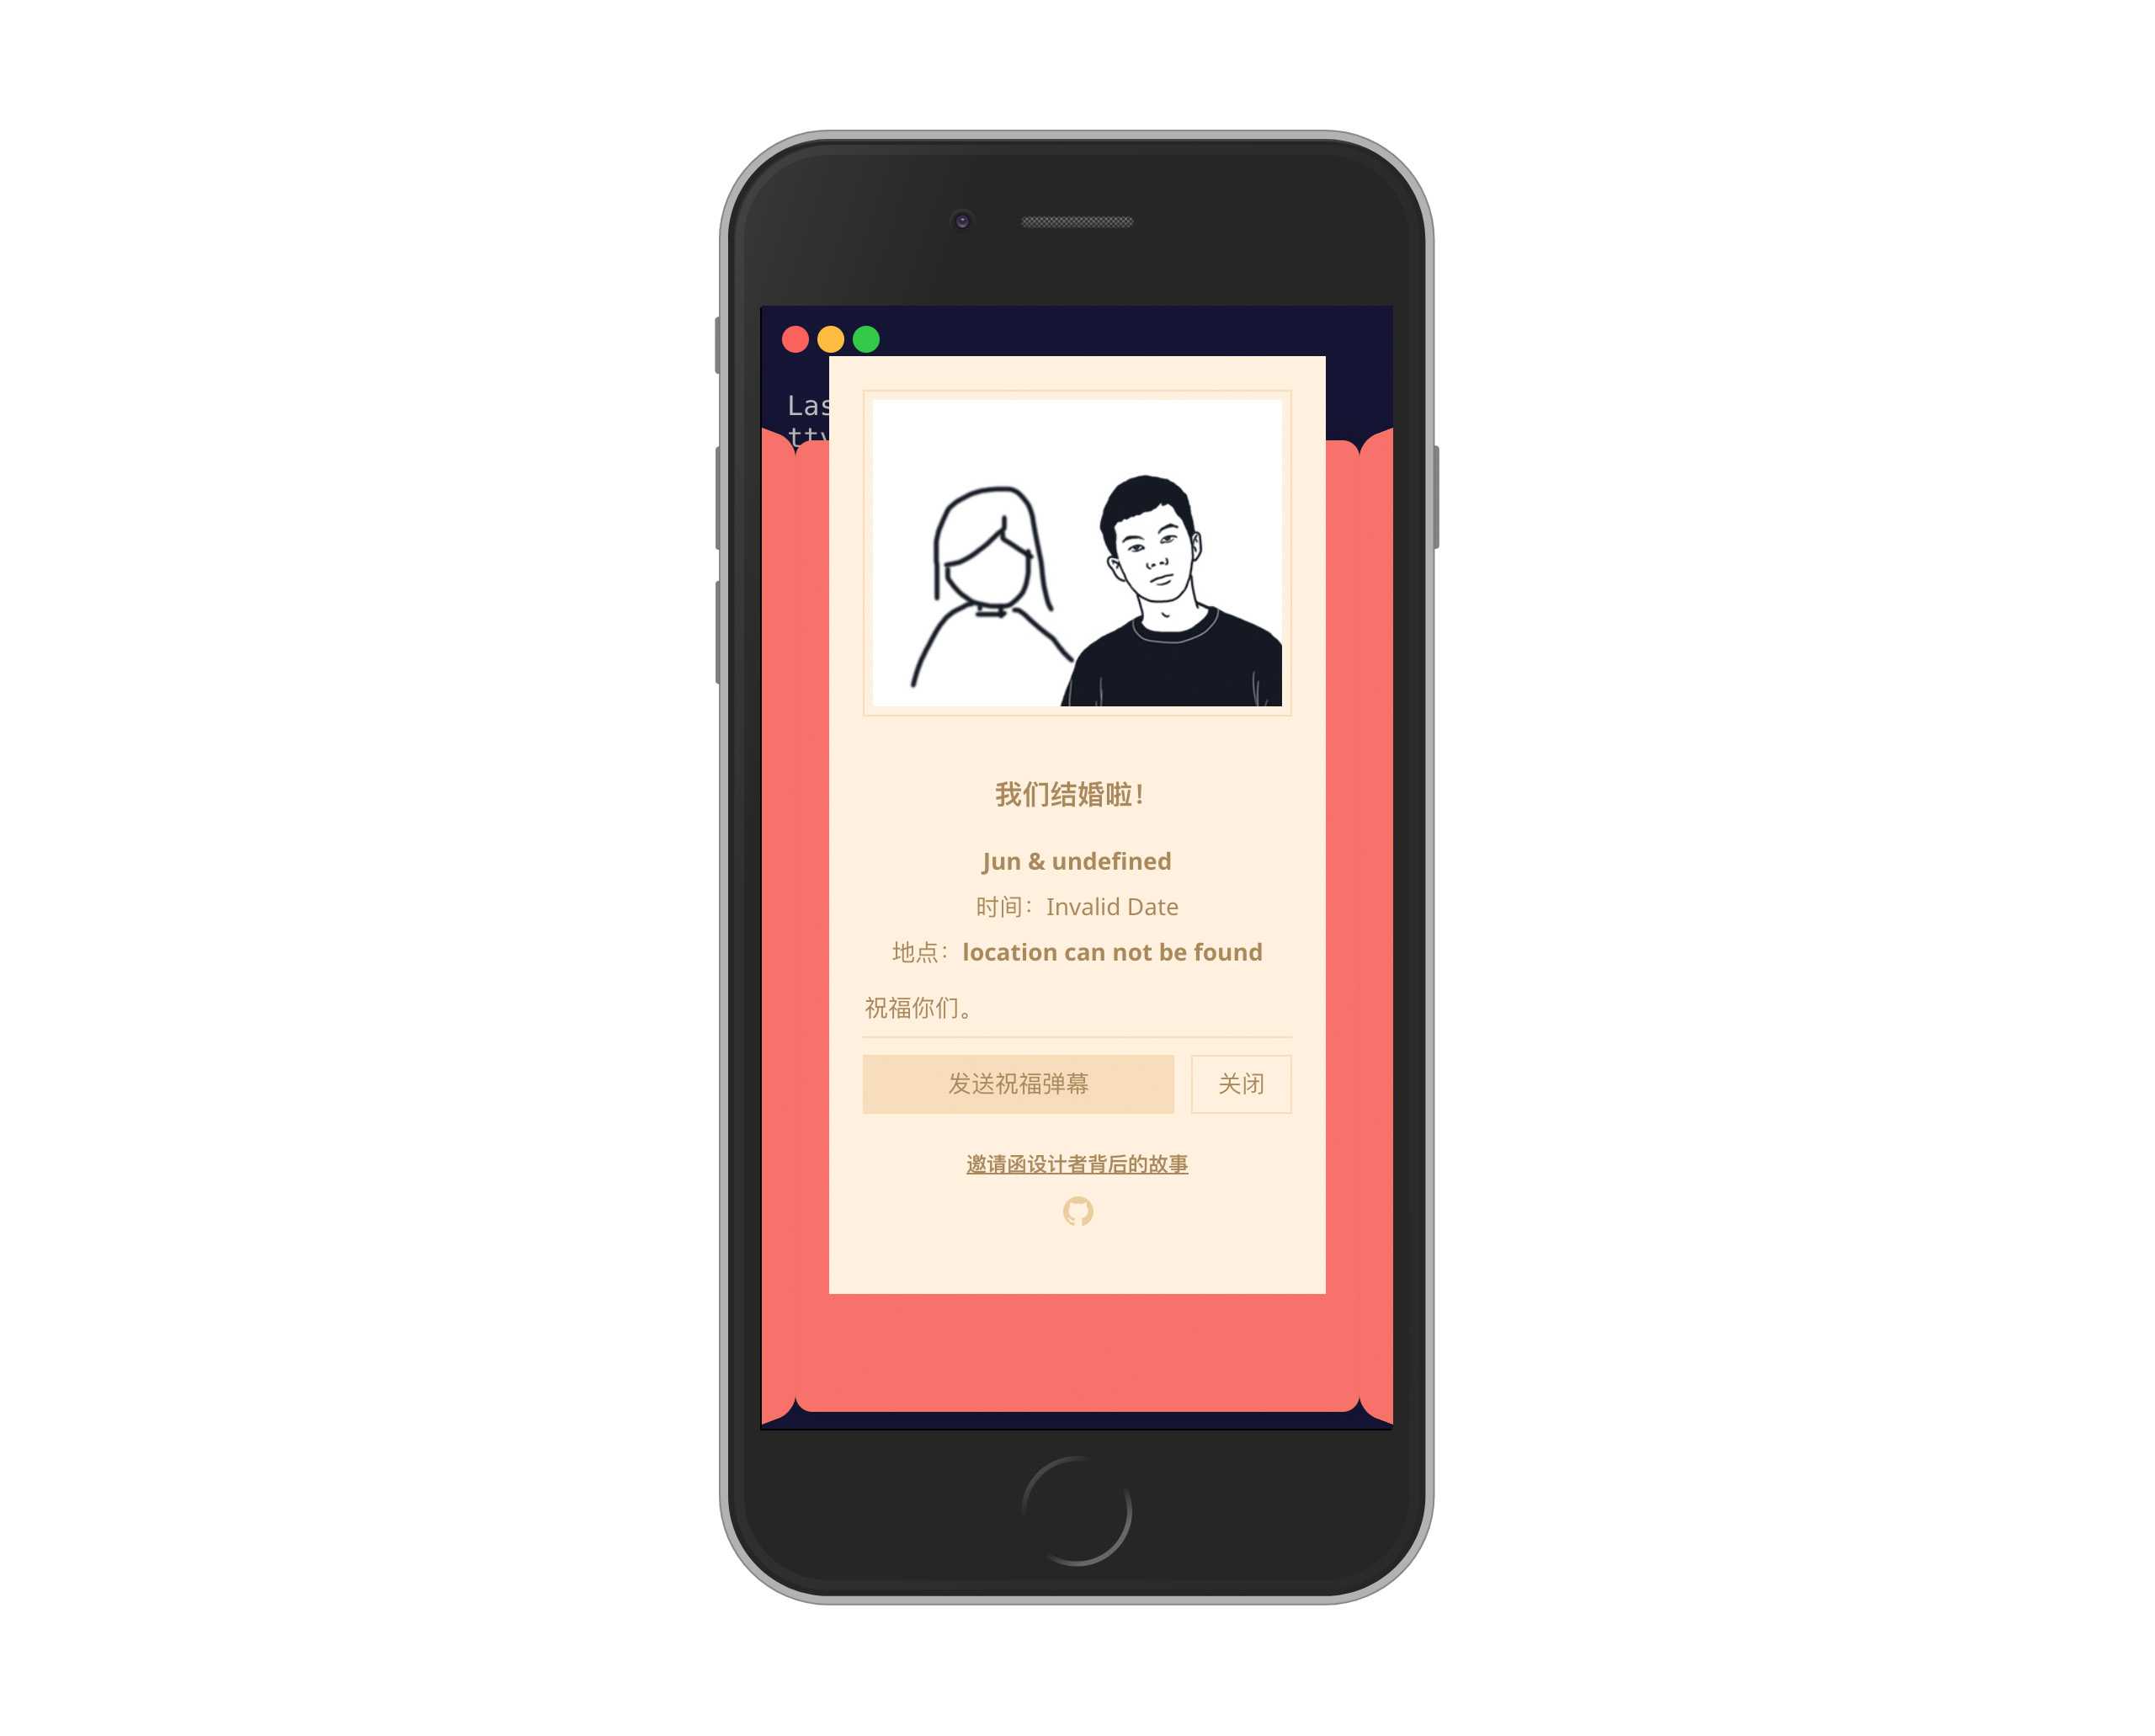 Las
tty
我们结婚啦！
Jun & undefined
时间：Invalid Date
地点：location can not be found
祝福你们。
发送祝福弹幕
关闭
邀请函设计者背后的故事